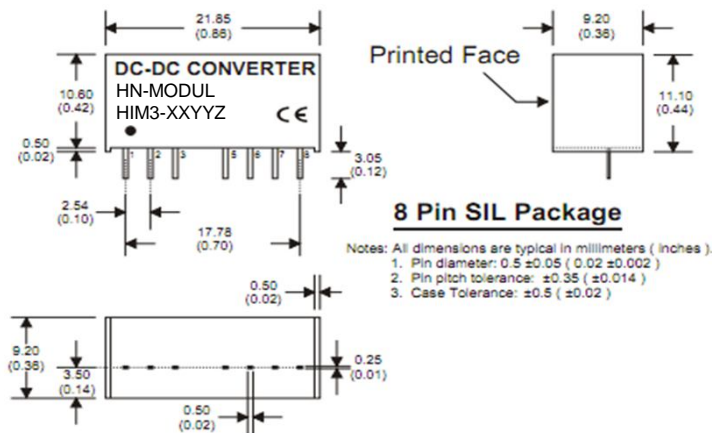 21.85
(0.86)
9.20
(0.36)
DC-DC CONVERTER
HN-MODUL
HIM3-XXYYZ
CE
Printed Face
10.60
(0.42)
11.10
(0.44)
0.50
(0.02)
1 2 3 5 6 7 8
3.05
(0.12)
2.54
(0.10)
17.78
(0.70)
8 Pin SIL Package
Notes: All dimensions are typical in millimeters ( inches ).
1. Pin diameter: 0.5 ±0.05 ( 0.02 ±0.002 )
2. Pin pitch tolerance: ±0.35 ( ±0.014 )
3. Case Tolerance: ±0.5 ( ±0.02 )
0.50
(0.02)
9.20
(0.36)
3.50
(0.14)
0.25
(0.01)
0.50
(0.02)